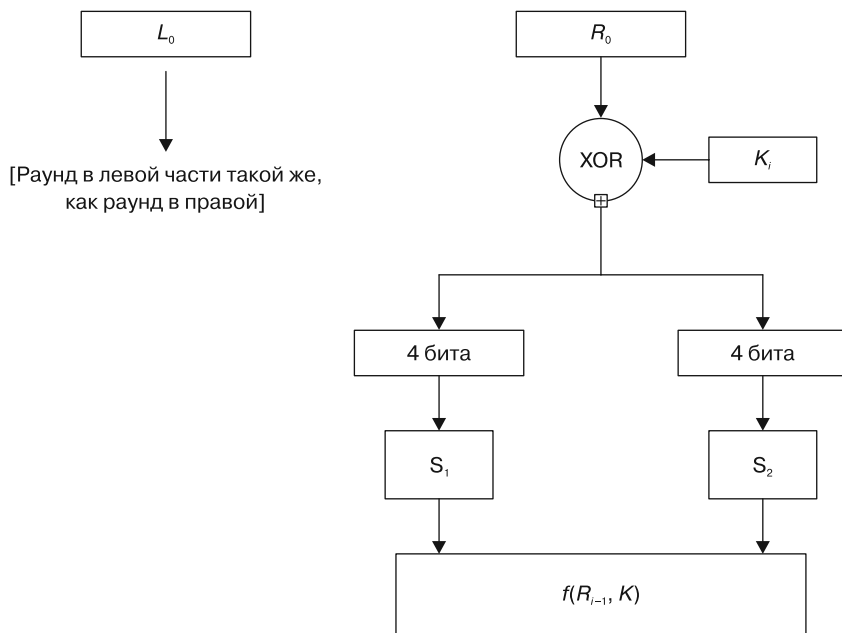 L₀
R₀
XOR
Kᵢ
[Раунд в левой части такой же,
как раунд в правой]
4 бита
4 бита
S₁
S₂
f(Rᵢ₋₁, K)